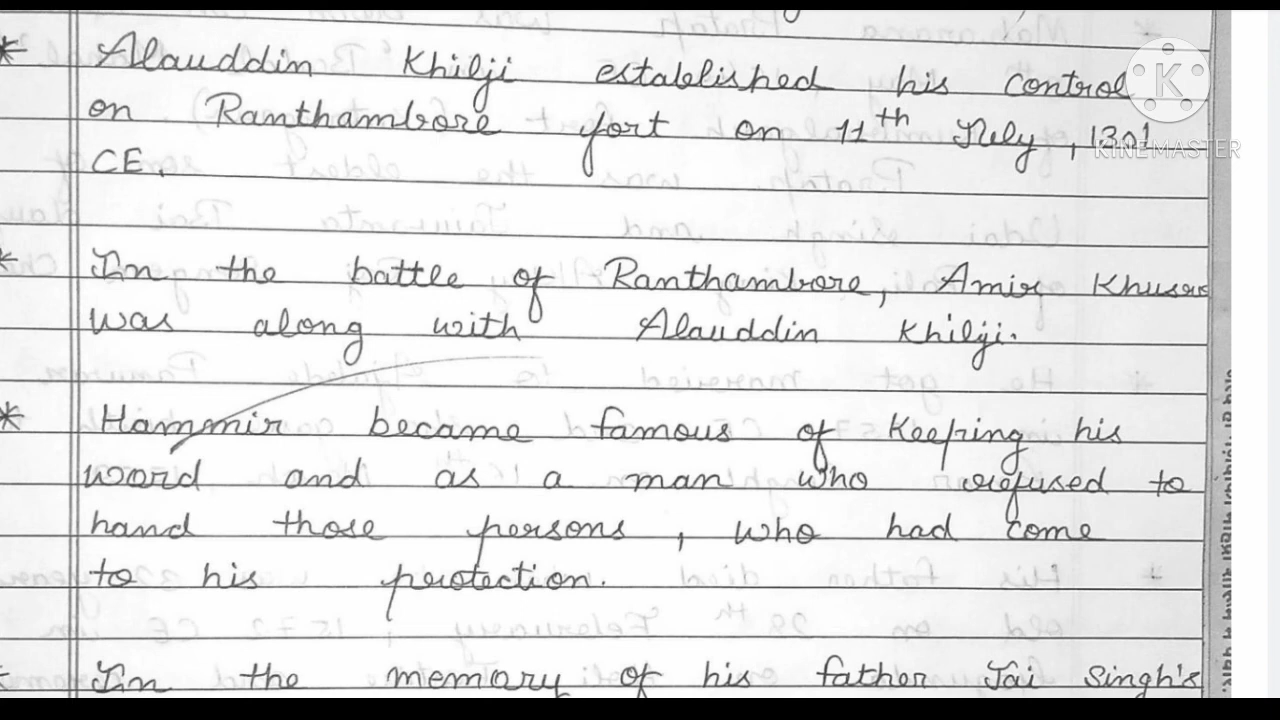 * Alauddin Khilji established his control
on Ranthambore fort on 11th July, 1301
CE.
* In the battle of Ranthambore, Amir Khusro
was along with Alauddin Khilji.
* Hammir became famous of keeping his
word and as a man who refused to
hand those persons, who had come
to his protection.
In the memory of his father Jai Singh's
K
KINEMASTER